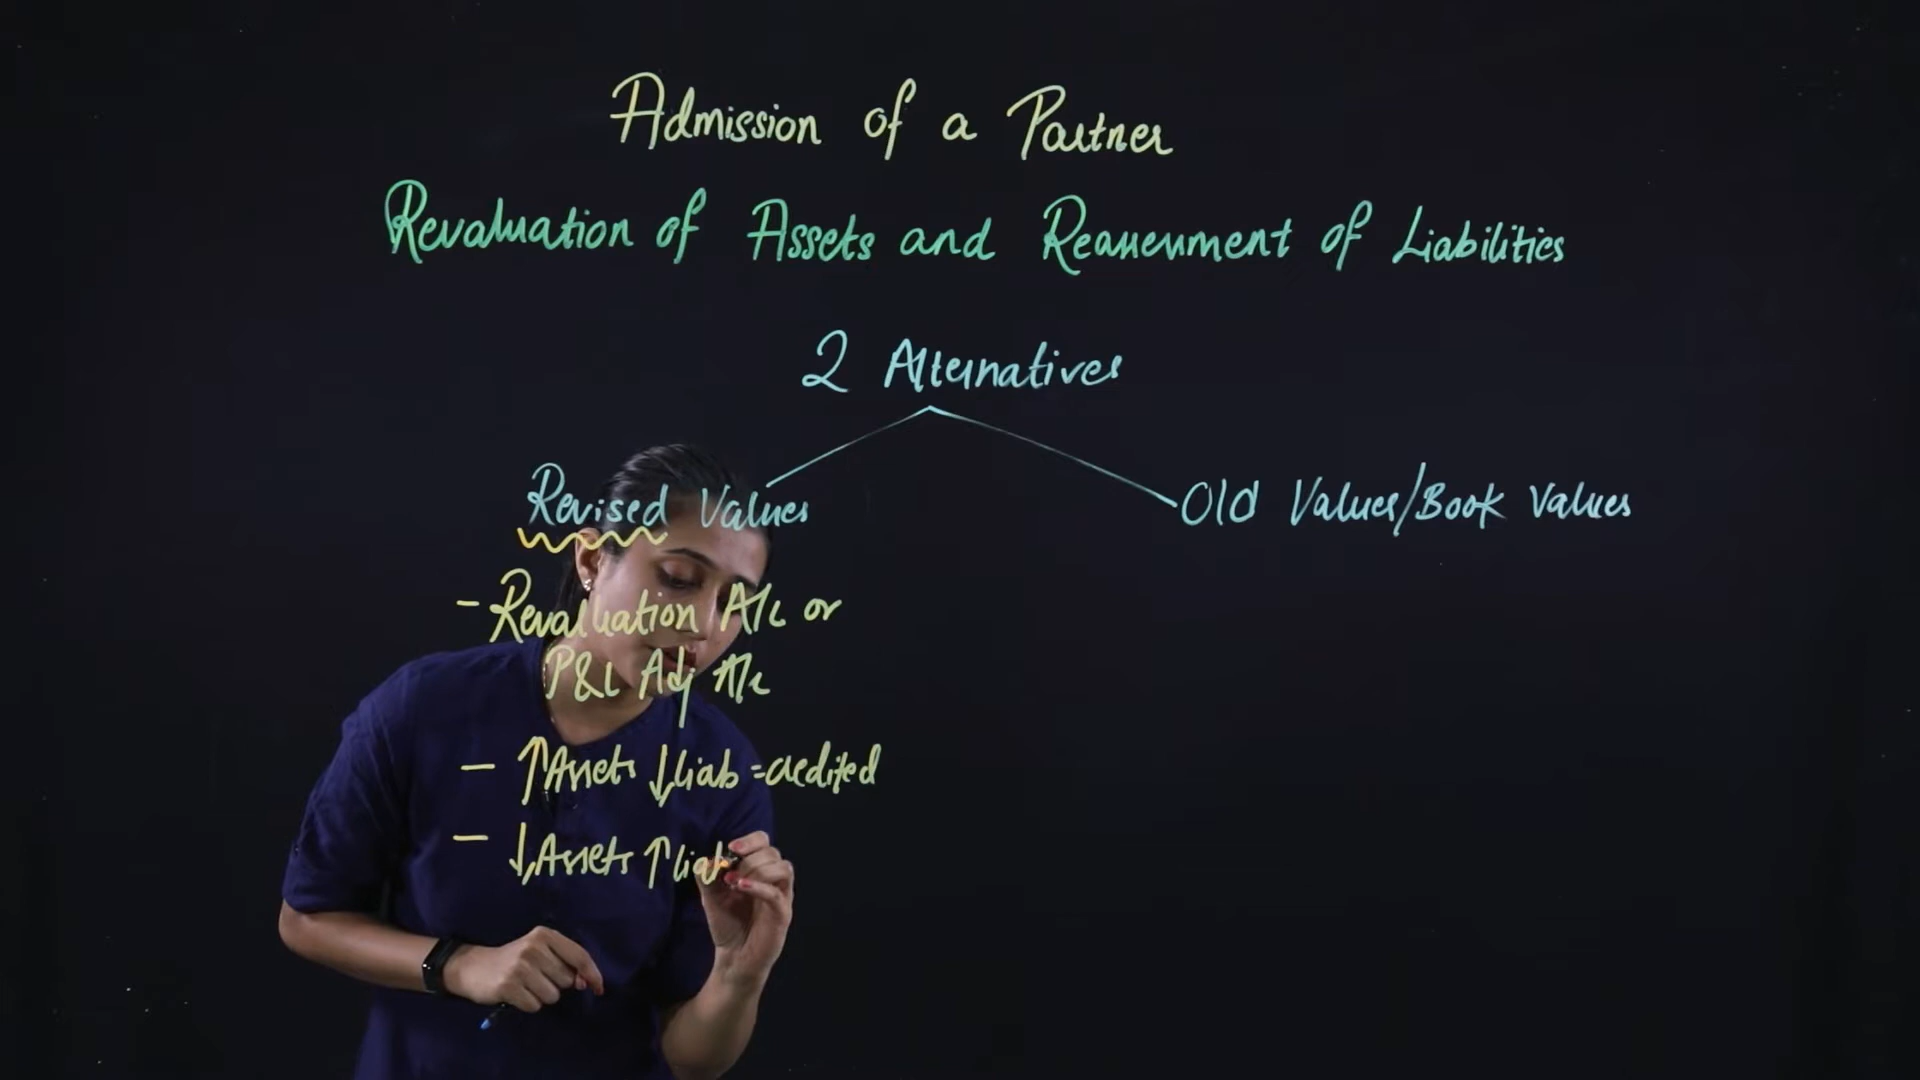 Admission of a Partner
Revaluation of Assets and Reassessment of Liabilities
2 Alternatives
Revised Values
Old Values/Book Values
- Revaluation A/c or
P&L Adj A/c
- ↑Assets ↓Liab = credited
- ↓Assets ↑Liab